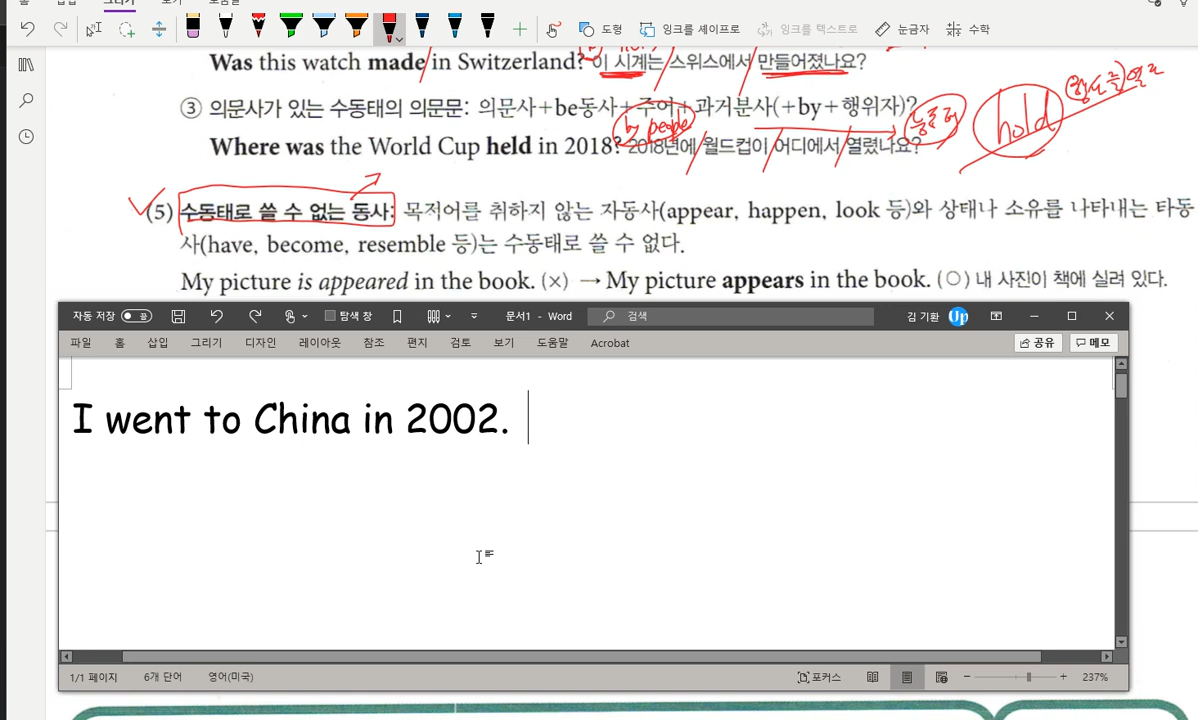 잉크를 셰이프로
도형
잉크를 텍스트로
눈금자
수학
Was this watch made in Switzerland? 이 시계는 스위스에서 만들어졌나요?
③ 의문사가 있는 수동태의 의문문: 의문사+be동사+주어+과거분사(+by+행위자)?
by people
hold
Where was the World Cup held in 2018? 2018년에 월드컵이 어디에서 열렸나요?
(5) 수동태로 쓸 수 없는 동사: 목적어를 취하지 않는 자동사(appear, happen, look 등)와 상태나 소유를 나타내는 타동
사(have, become, resemble 등)는 수동태로 쓸 수 없다.
My picture is appeared in the book. (×) → My picture appears in the book. (○) 내 사진이 책에 실려 있다.
자동 저장 끔 탐색 창 문서1 - Word 검색 김 기환 Up
파일 홈 삽입 그리기 디자인 레이아웃 참조 편지 검토 보기 도움말 Acrobat 공유 메모
I went to China in 2002.
1/1 페이지 6개 단어 영어(미국) 포커스 237%